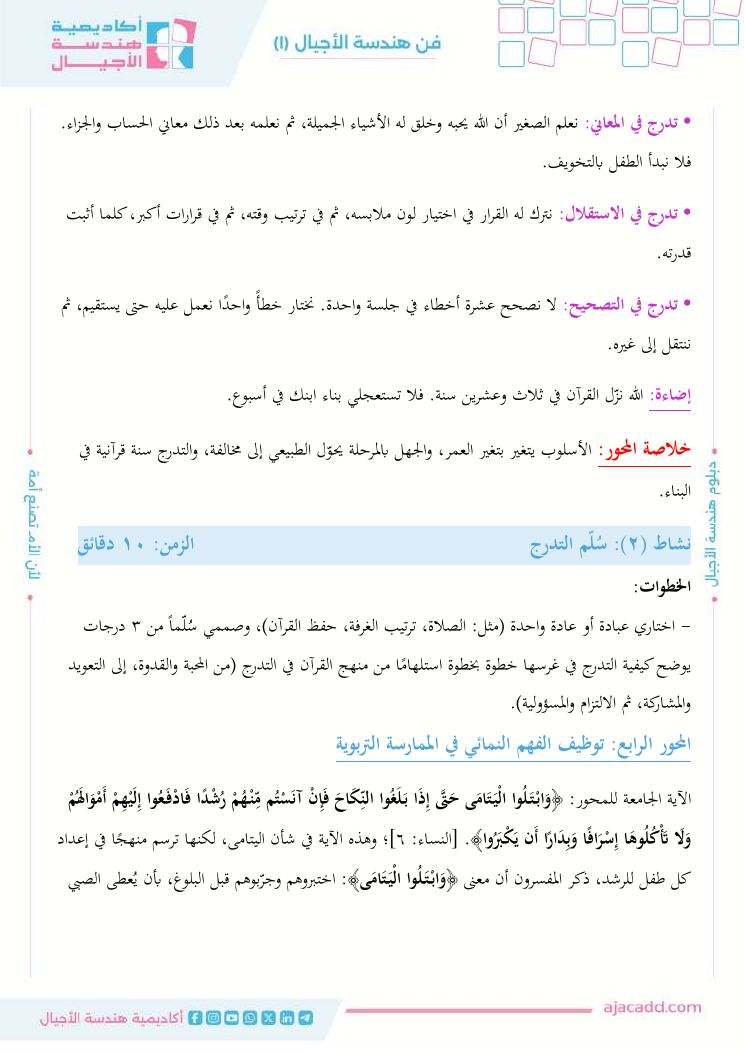 أكاديمية
هندسة
الأجيال
فن هندسة الأجيال (١)
• تدرج في المعاني: نعلم الصغير أن الله يحبه وخلق له الأشياء الجميلة، ثم نعلمه بعد ذلك معاني الحساب والجزاء.
فلا نبدأ الطفل بالتخويف.
• تدرج في الاستقلال: نترك له القرار في اختيار لون ملابسه، ثم في ترتيب وقته، ثم في قرارات أكبر، كلما أثبت
قدرته.
• تدرج في التصحيح: لا نصحح عشرة أخطاء في جلسة واحدة. نختار خطأً واحدًا نعمل عليه حتى يستقيم، ثم
ننتقل إلى غيره.
إضاءة: الله نزّل القرآن في ثلاث وعشرين سنة. فلا تستعجلي بناء ابنك في أسبوع.
خلاصة المحور: الأسلوب يتغير بتغير العمر، والجهل بالمرحلة يحوّل الطبيعي إلى مخالفة، والتدرج سنة قرآنية في
البناء.
نشاط (٢): سُلّم التدرج الزمن: ١٠ دقائق
الخطوات:
– اختاري عبادة أو عادة واحدة (مثل: الصلاة، ترتيب الغرفة، حفظ القرآن)، وصممي سُلّماً من ٣ درجات
يوضح كيفية التدرج في غرسها خطوة بخطوة استلهامًا من منهج القرآن في التدرج (من المحبة والقدوة، إلى التعويد
والمشاركة، ثم الالتزام والمسؤولية).
المحور الرابع: توظيف الفهم النمائي في الممارسة التربوية
الآية الجامعة للمحور: ﴿وَابْتَلُوا الْيَتَامَى حَتَّى إِذَا بَلَغُوا النِّكَاحَ فَإِنْ آنَسْتُم مِّنْهُمْ رُشْدًا فَادْفَعُوا إِلَيْهِمْ أَمْوَالَهُمْ
وَلَا تَأْكُلُوهَا إِسْرَافًا وَبِدَارًا أَن يَكْبَرُوا﴾. [النساء: ٦]؛ وهذه الآية في شأن اليتامى، لكنها ترسم منهجًا في إعداد
كل طفل للرشد، ذكر المفسرون أن معنى ﴿وَابْتَلُوا الْيَتَامَى﴾: اختبروهم وجرّبوهم قبل البلوغ، بأن يُعطى الصبي
دبلوم هندسة الأجيال
لأن الأم تصنع أمة
أكاديمية هندسة الأجيال
ajacadd.com